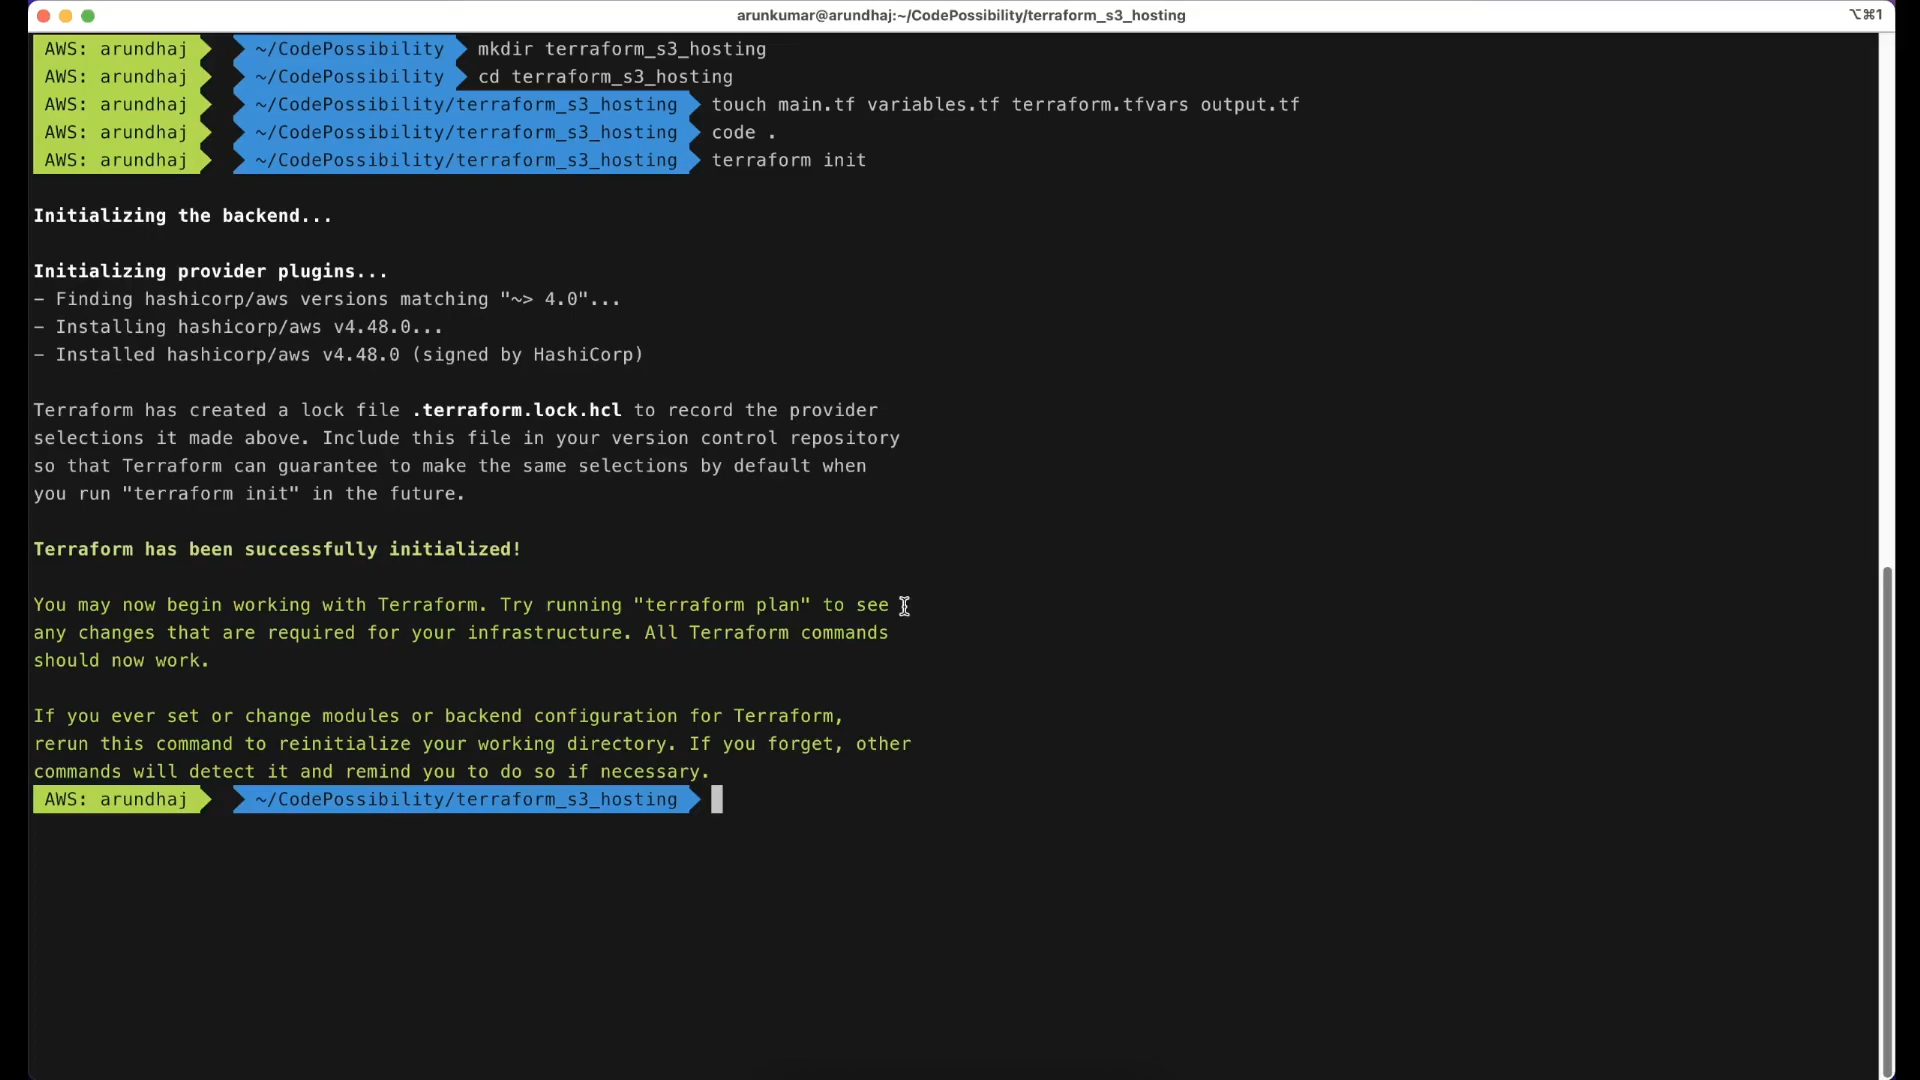 arunkumar@arundhaj:~/CodePossibility/terraform_s3_hosting
⌥⌘1
AWS: arundhaj ~/CodePossibility mkdir terraform_s3_hosting
AWS: arundhaj ~/CodePossibility cd terraform_s3_hosting
AWS: arundhaj ~/CodePossibility/terraform_s3_hosting touch main.tf variables.tf terraform.tfvars output.tf
AWS: arundhaj ~/CodePossibility/terraform_s3_hosting code .
AWS: arundhaj ~/CodePossibility/terraform_s3_hosting terraform init
Initializing the backend...
Initializing provider plugins...
- Finding hashicorp/aws versions matching "~> 4.0"...
- Installing hashicorp/aws v4.48.0...
- Installed hashicorp/aws v4.48.0 (signed by HashiCorp)
Terraform has created a lock file .terraform.lock.hcl to record the provider
selections it made above. Include this file in your version control repository
so that Terraform can guarantee to make the same selections by default when
you run "terraform init" in the future.
Terraform has been successfully initialized!
You may now begin working with Terraform. Try running "terraform plan" to see
any changes that are required for your infrastructure. All Terraform commands
should now work.
If you ever set or change modules or backend configuration for Terraform,
rerun this command to reinitialize your working directory. If you forget, other
commands will detect it and remind you to do so if necessary.
AWS: arundhaj ~/CodePossibility/terraform_s3_hosting